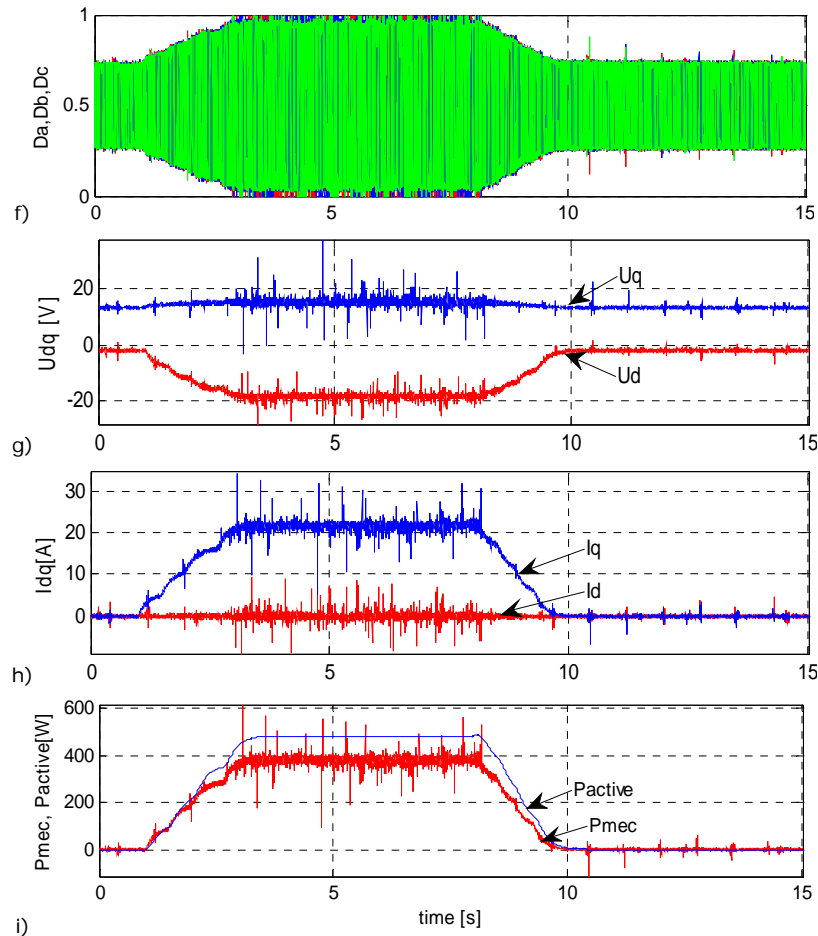 1
0.5
0
Da,Db,Dc
0 5 10 15
f)
20
0
-20
Udq [V]
Uq
Ud
0 5 10 15
g)
30
20
10
0
Idq[A]
Iq
Id
0 5 10 15
h)
600
400
200
0
Pmec, Pactive[W]
Pactive
Pmec
0 5 10 15
time [s]
i)